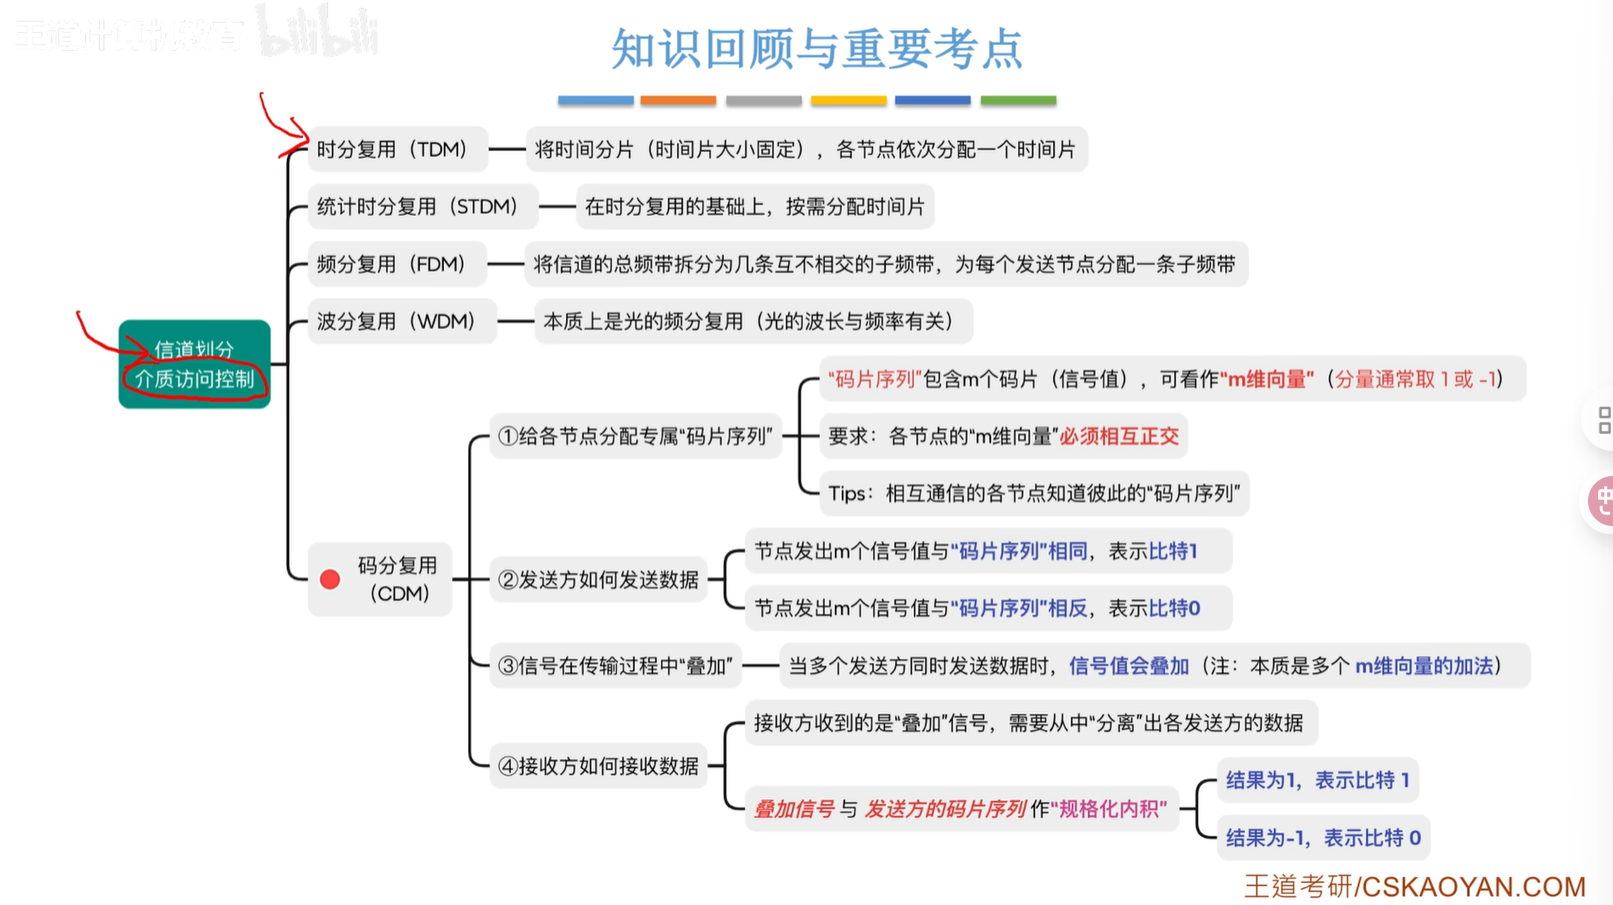 王道计算机教育 bilibili
知识回顾与重要考点
时分复用（TDM）
将时间分片（时间片大小固定），各节点依次分配一个时间片
统计时分复用（STDM）
在时分复用的基础上，按需分配时间片
频分复用（FDM）
将信道的总频带拆分为几条互不相交的子频带，为每个发送节点分配一条子频带
波分复用（WDM）
本质上是光的频分复用（光的波长与频率有关）
信道划分
介质访问控制
码分复用
（CDM）
①给各节点分配专属“码片序列”
“码片序列”包含m个码片（信号值），可看作“m维向量”（分量通常取 1 或 -1）
要求：各节点的“m维向量”必须相互正交
Tips：相互通信的各节点知道彼此的“码片序列”
②发送方如何发送数据
节点发出m个信号值与“码片序列”相同，表示比特1
节点发出m个信号值与“码片序列”相反，表示比特0
③信号在传输过程中“叠加”
当多个发送方同时发送数据时，信号值会叠加（注：本质是多个 m维向量的加法）
④接收方如何接收数据
接收方收到的是“叠加”信号，需要从中“分离”出各发送方的数据
叠加信号 与 发送方的码片序列 作“规格化内积”
结果为1，表示比特 1
结果为-1，表示比特 0
王道考研/CSKAOYAN.COM
中